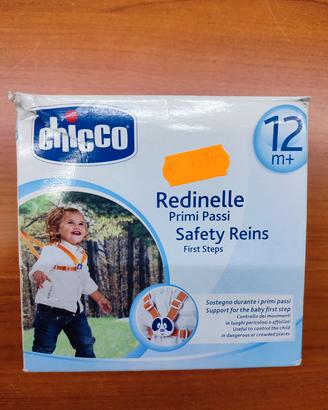 chicco
12
m+
Redinelle
Primi Passi
Safety Reins
First Steps
Sostegno durante i primi passi
Support for the baby first step
Controllo dei movimenti
in luoghi pericolosi o affollati
Useful to control the child
in dangerous or crowded places